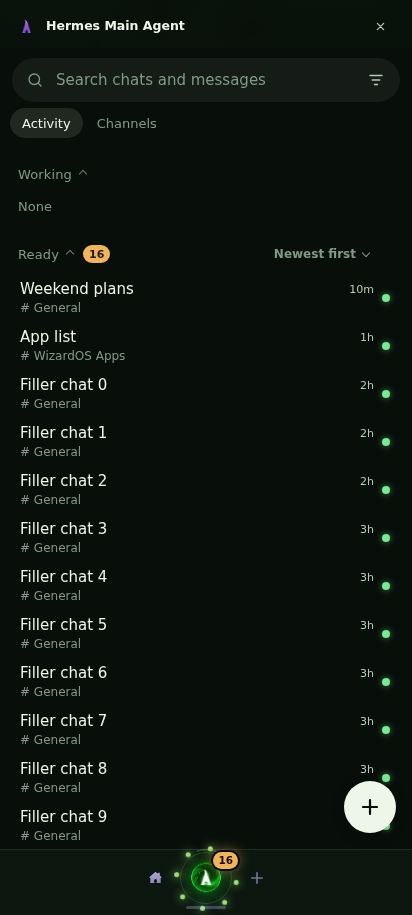 Hermes Main Agent
Search chats and messages
Activity Channels
Working
None
Ready 16 Newest first
Weekend plans 10m
# General
App list 1h
# WizardOS Apps
Filler chat 0 2h
# General
Filler chat 1 2h
# General
Filler chat 2 2h
# General
Filler chat 3 3h
# General
Filler chat 4 3h
# General
Filler chat 5 3h
# General
Filler chat 6 3h
# General
Filler chat 7 3h
# General
Filler chat 8 3h
# General
Filler chat 9
# General
16